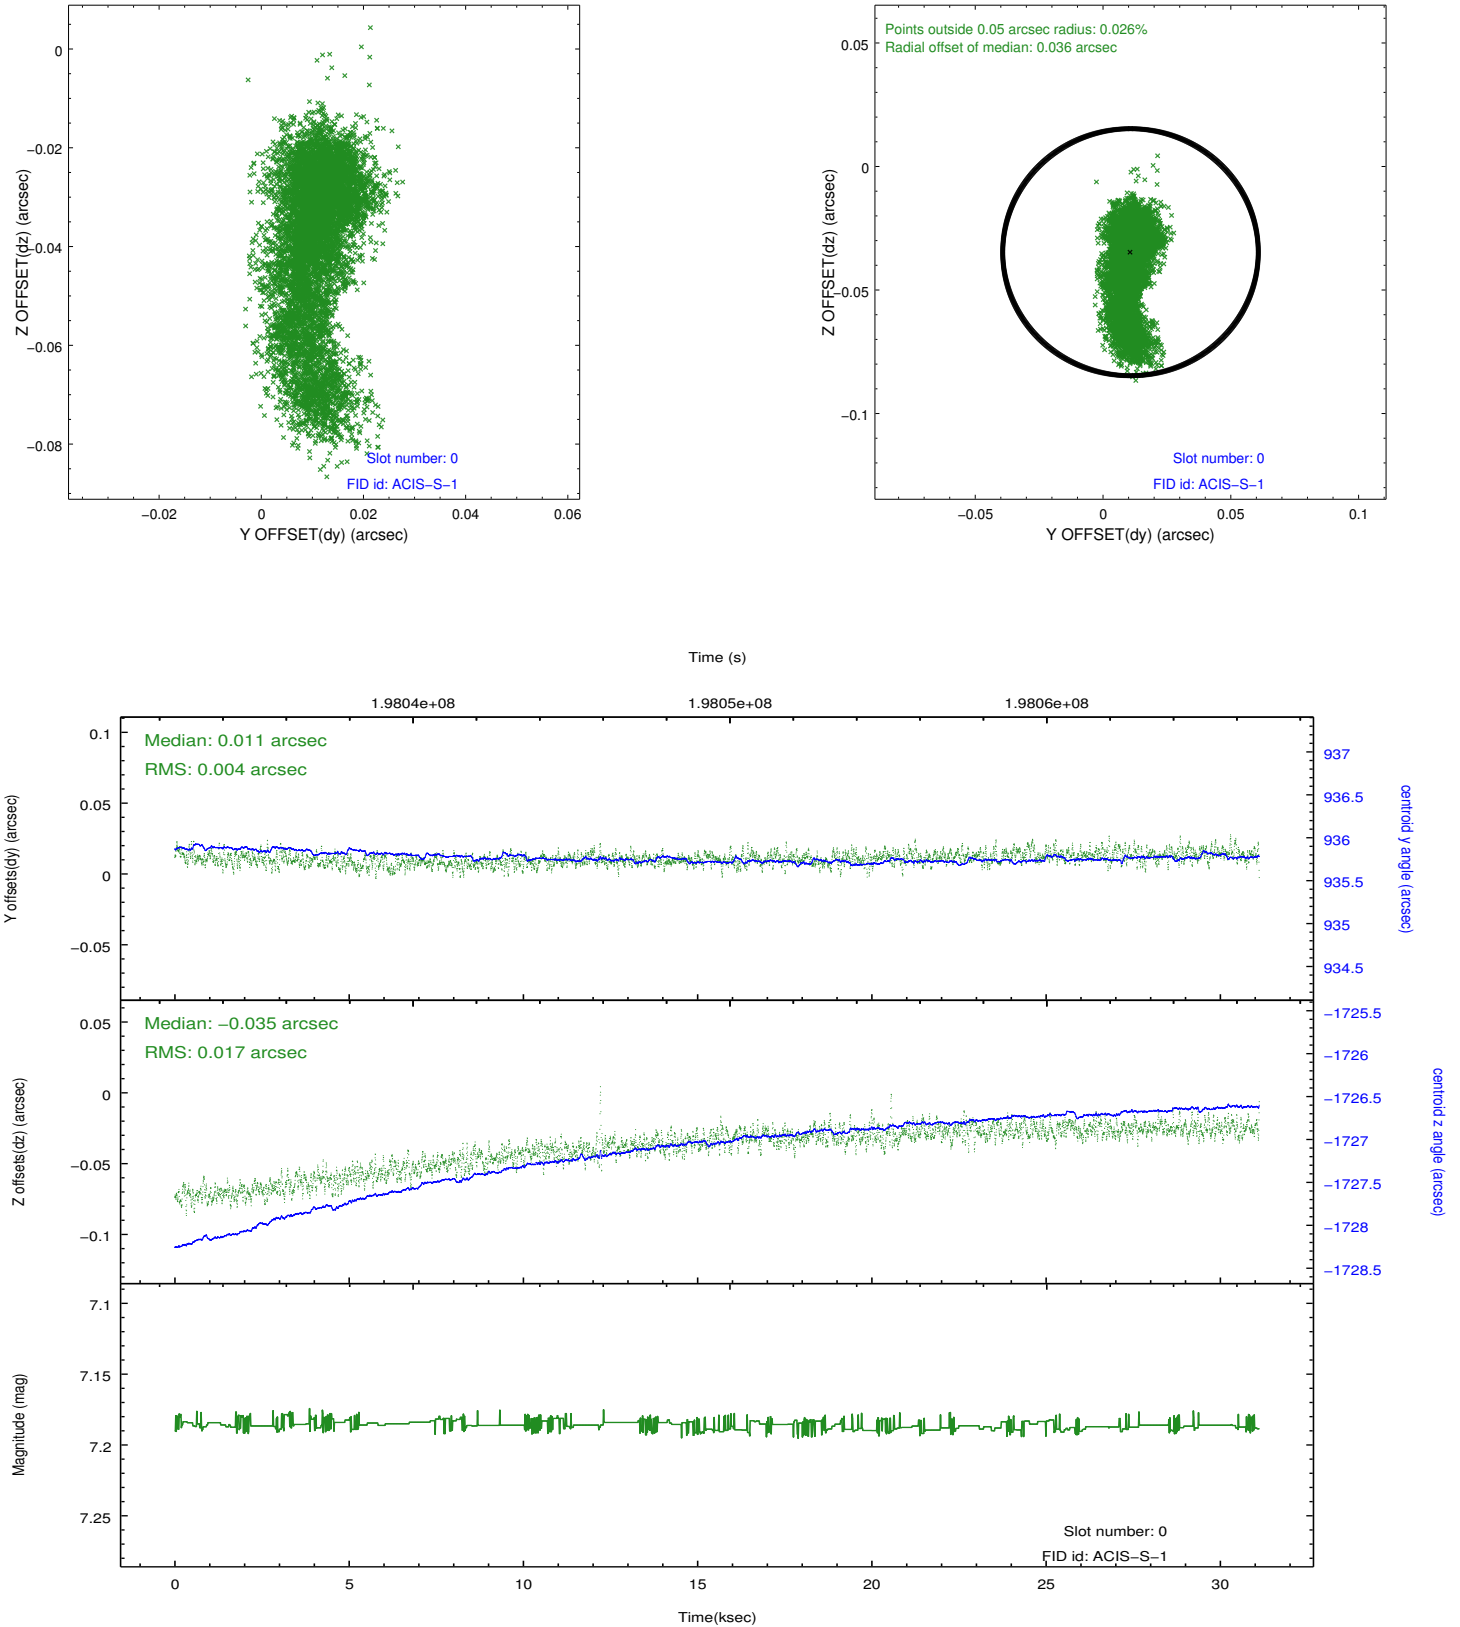 0
−0.02
−0.04
−0.06
−0.08
Z OFFSET(dz) (arcsec)
Slot number: 0
FID id: ACIS−S−1
−0.02 0 0.02 0.04 0.06
Y OFFSET(dy) (arcsec)
Points outside 0.05 arcsec radius: 0.026%
Radial offset of median: 0.036 arcsec
0.05
0
−0.05
−0.1
Z OFFSET(dz) (arcsec)
Slot number: 0
FID id: ACIS−S−1
−0.05 0 0.05 0.1
Y OFFSET(dy) (arcsec)
Time (s)
1.9804e+08 1.9805e+08 1.9806e+08
Median: 0.011 arcsec
RMS: 0.004 arcsec
0.1
0.05
0
−0.05
Y offsets(dy) (arcsec)
937
936.5
936
935.5
935
934.5
centroid y angle (arcsec)
Median: −0.035 arcsec
RMS: 0.017 arcsec
0.05
0
−0.05
−0.1
Z offsets(dz) (arcsec)
−1725.5
−1726
−1726.5
−1727
−1727.5
−1728
−1728.5
centroid z angle (arcsec)
7.1
7.15
7.2
7.25
Magnitude (mag)
Slot number: 0
FID id: ACIS−S−1
0 5 10 15 20 25 30
Time(ksec)